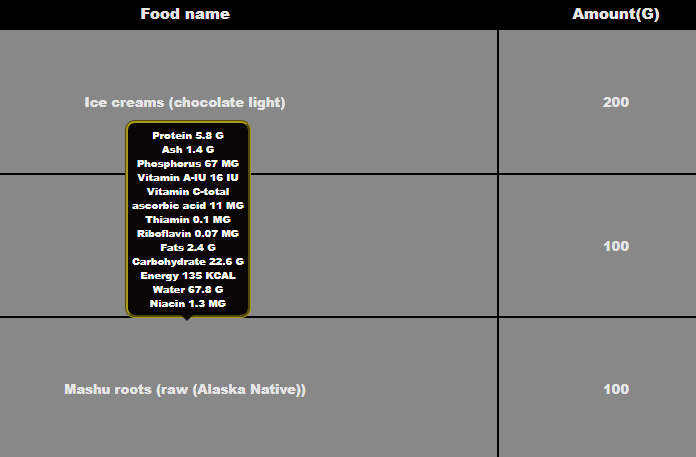 Food name Amount(G)
Ice creams (chocolate light) 200
Protein 5.8 G
Ash 1.4 G
Phosphorus 67 MG
Vitamin A-IU 16 IU
Vitamin C-total
ascorbic acid 11 MG
Thiamin 0.1 MG
Riboflavin 0.07 MG
Fats 2.4 G
Carbohydrate 22.6 G
Energy 135 KCAL
Water 67.8 G
Niacin 1.3 MG
100
Mashu roots (raw (Alaska Native)) 100